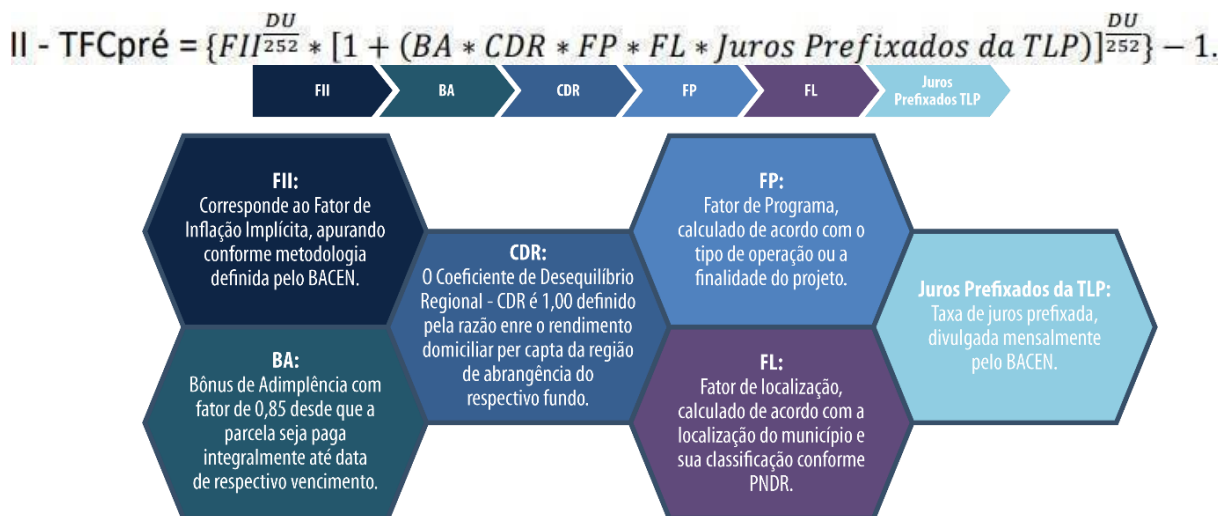 II - TFCpré = {FII^(DU/252) * [1 + (BA * CDR * FP * FL * Juros Prefixados da TLP)]^(DU/252)} − 1.
FII
BA
CDR
FP
FL
Juros
Prefixados TLP
FII:
Corresponde ao Fator de
Inflação Implícita, apurando
conforme metodologia
definida pelo BACEN.
BA:
Bônus de Adimplência com
fator de 0,85 desde que a
parcela seja paga
integralmente até data
de respectivo vencimento.
CDR:
O Coeficiente de Desequilíbrio
Regional - CDR é 1,00 definido
pela razão enre o rendimento
domiciliar per capta da região
de abrangência do
respectivo fundo.
FP:
Fator de Programa,
calculado de acordo com o
tipo de operação ou a
finalidade do projeto.
FL:
Fator de localização,
calculado de acordo com a
localização do município e
sua classificação conforme
PNDR.
Juros Prefixados da TLP:
Taxa de juros prefixada,
divulgada mensalmente
pelo BACEN.